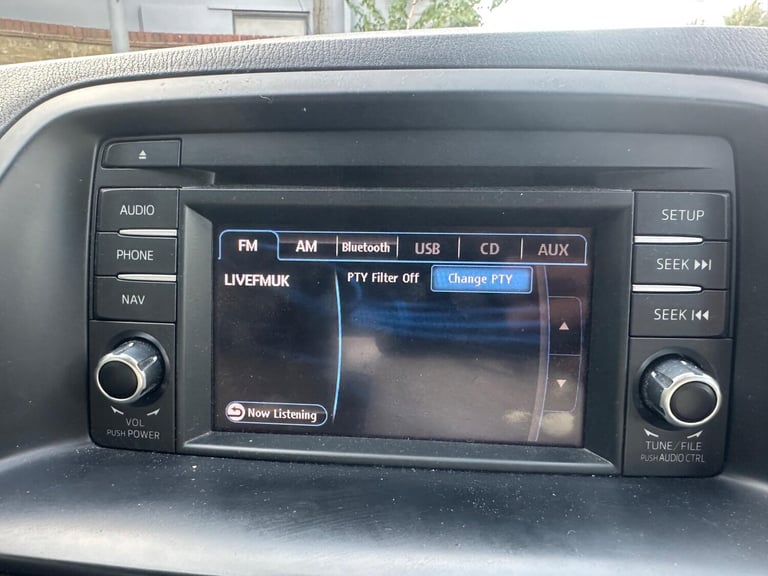 AUDIO
PHONE
NAV
VOL
PUSH POWER
FM AM Bluetooth USB CD AUX
LIVEFMUK PTY Filter Off Change PTY
Now Listening
SETUP
SEEK
SEEK
TUNE/FILE
PUSH AUDIO CTRL